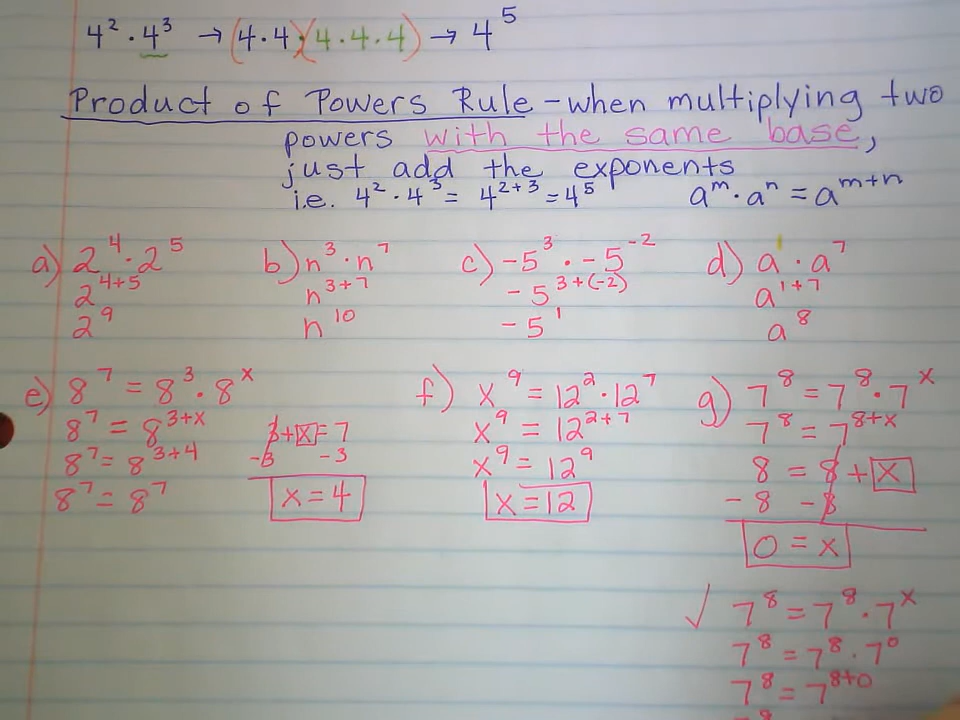 4² · 4³ → (4 · 4)(4 · 4 · 4) → 4⁵
Product of Powers Rule – when multiplying two
powers with the same base,
just add the exponents
i.e. 4² · 4³ = 4²⁺³ = 4⁵ aᵐ · aⁿ = aᵐ⁺ⁿ
a) 2⁴ · 2⁵
2⁴⁺⁵
2⁹
b) n³ · n⁷
n³⁺⁷
n¹⁰
c) -5³ · -5⁻²
-5³⁺⁽⁻²⁾
-5¹
d) a¹ · a⁷
a¹⁺⁷
a⁸
e) 8⁷ = 8³ · 8ˣ
8⁷ = 8³⁺ˣ
8⁷ = 8³⁺⁴
8⁷ = 8⁷
3 + x = 7
-3 -3
x = 4
f) x⁹ = 12² · 12⁷
x⁹ = 12²⁺⁷
x⁹ = 12⁹
x = 12
g) 7⁸ = 7⁸ · 7ˣ
7⁸ = 7⁸⁺ˣ
8 = 8 + x
-8 -8
0 = x
√ 7⁸ = 7⁸ · 7ˣ
7⁸ = 7⁸ · 7⁰
7⁸ = 7⁸⁺⁰